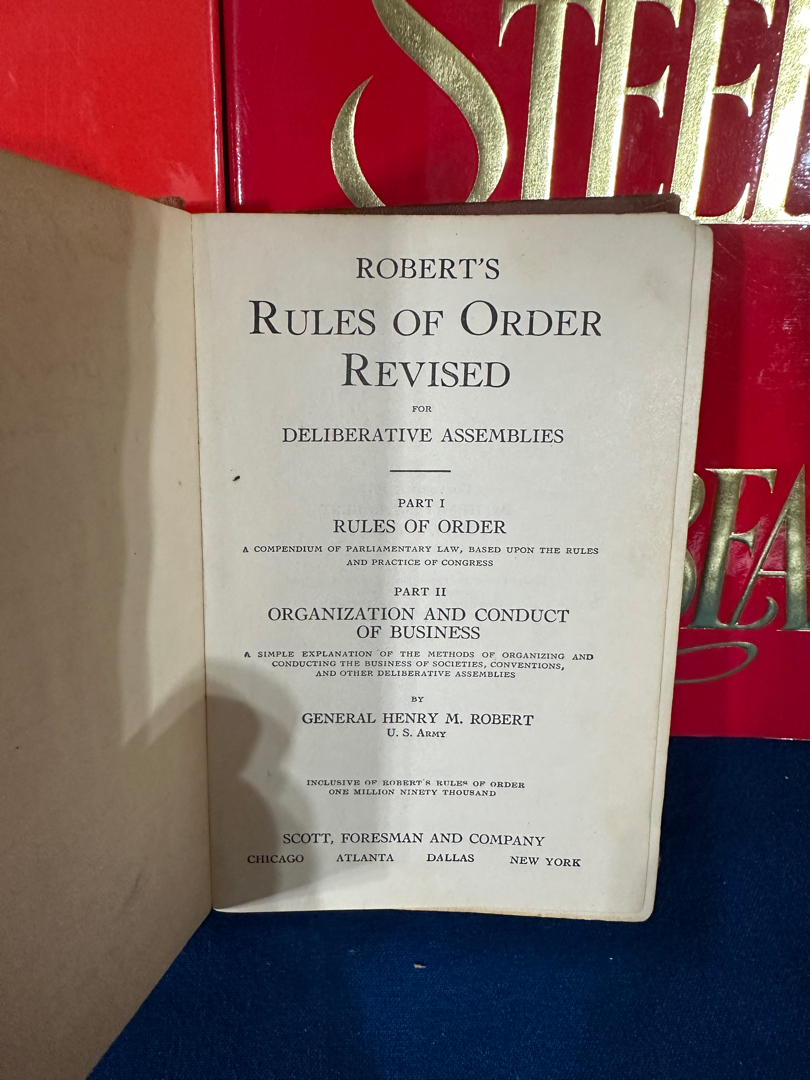 STEEL
ROBERT'S
RULES OF ORDER
REVISED
FOR
DELIBERATIVE ASSEMBLIES
PART I
RULES OF ORDER
A COMPENDIUM OF PARLIAMENTARY LAW, BASED UPON THE RULES
AND PRACTICE OF CONGRESS
PART II
ORGANIZATION AND CONDUCT
OF BUSINESS
A SIMPLE EXPLANATION OF THE METHODS OF ORGANIZING AND
CONDUCTING THE BUSINESS OF SOCIETIES, CONVENTIONS,
AND OTHER DELIBERATIVE ASSEMBLIES
BY
GENERAL HENRY M. ROBERT
U. S. ARMY
INCLUSIVE OF ROBERT'S RULES OF ORDER
ONE MILLION NINETY THOUSAND
SCOTT, FORESMAN AND COMPANY
CHICAGO ATLANTA DALLAS NEW YORK